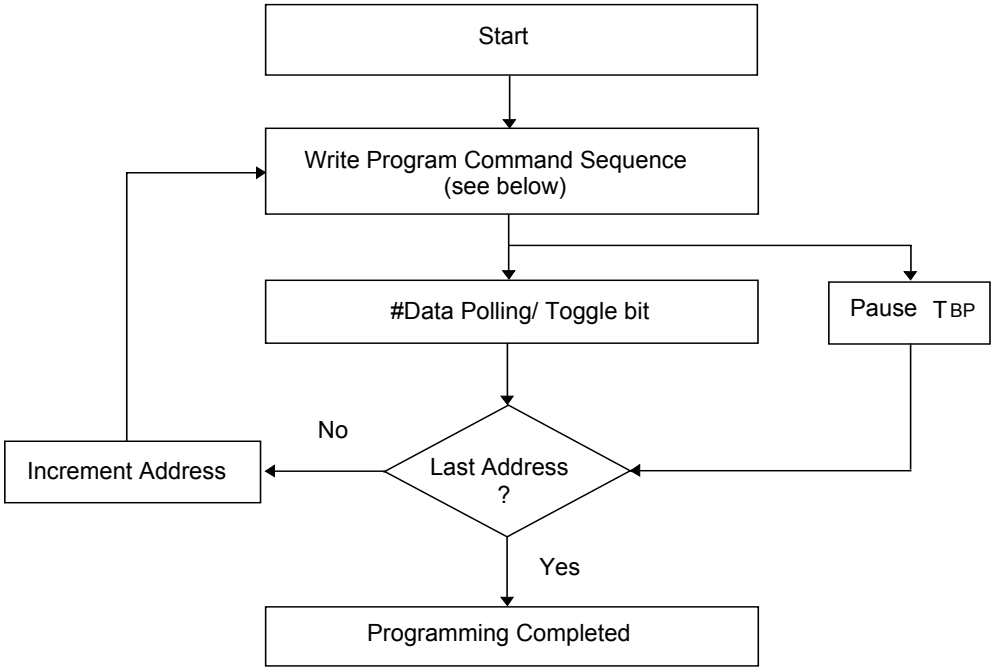 Start
Write Program Command Sequence
(see below)
#Data Polling/ Toggle bit
Pause TBP
No
Increment Address
Last Address
?
Yes
Programming Completed